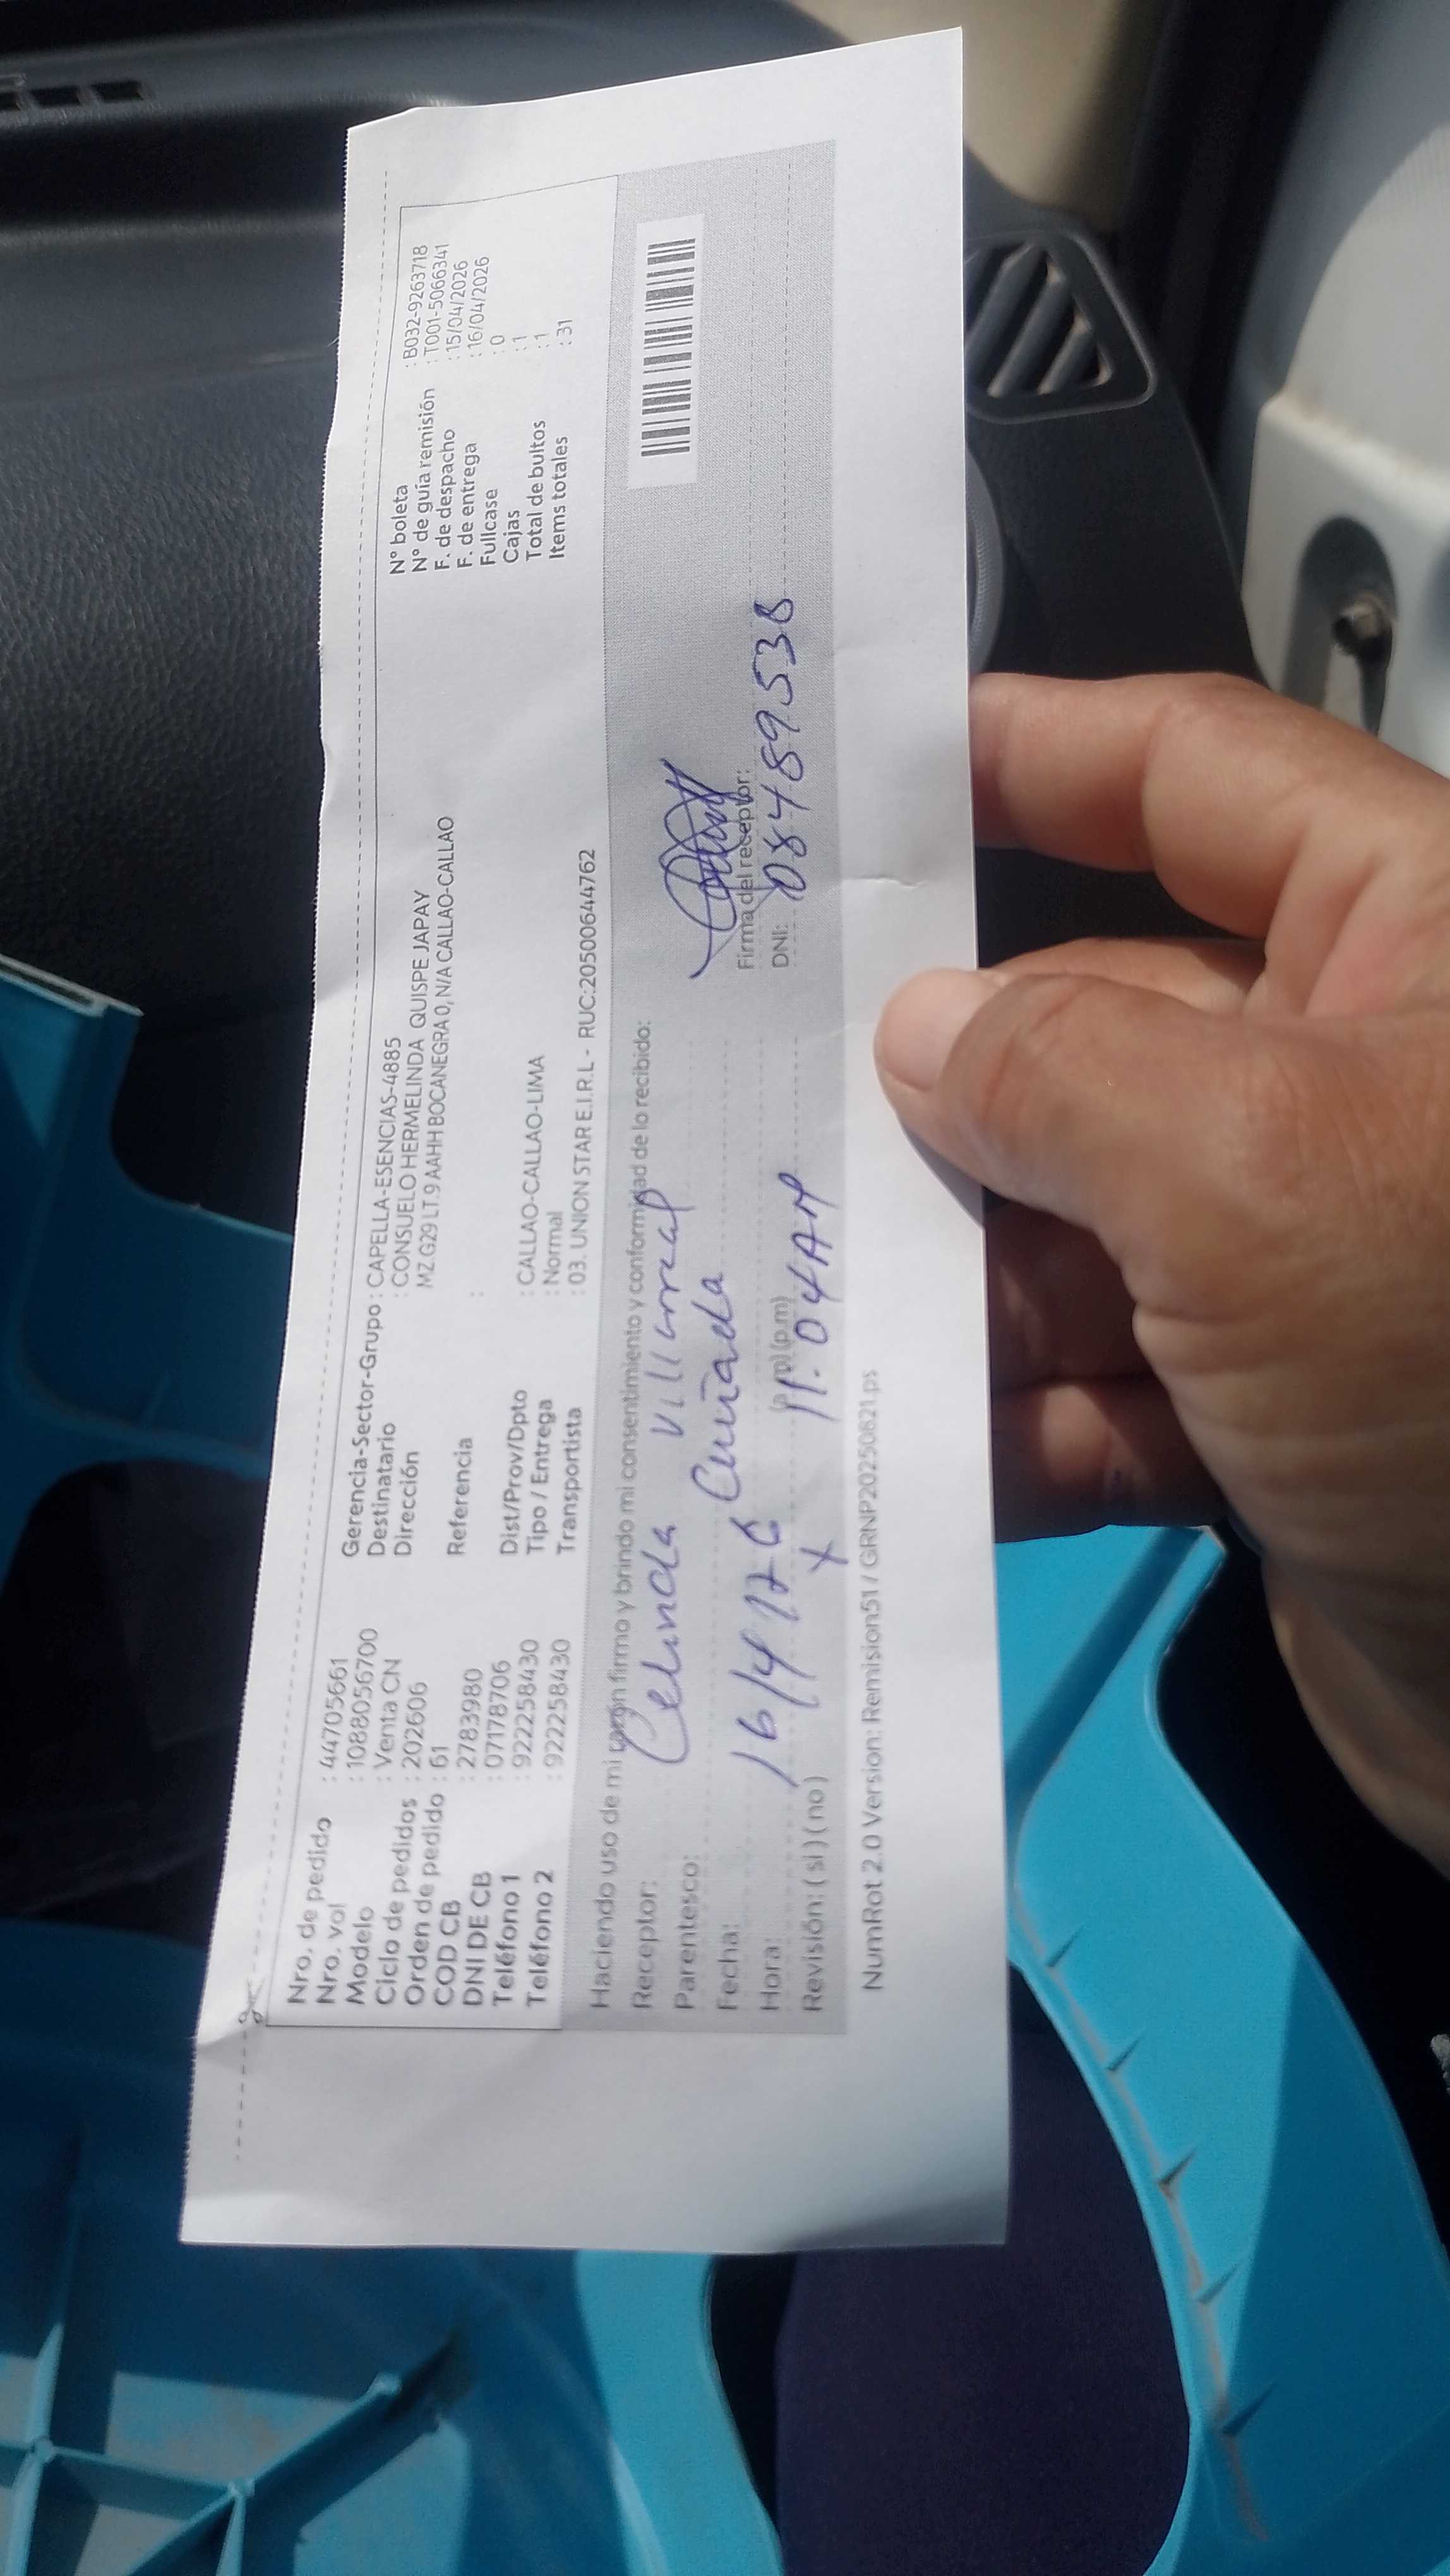 Nro. de pedido : 44705661
Nro. vol : 1088056700
Modelo : Venta CN
Ciclo de pedidos : 202606
Orden de pedido : 61
COD CB : 2783980
DNI DE CB : 07178706
Teléfono 1 : 922258430
Teléfono 2 : 922258430
Gerencia-Sector-Grupo : CAPELLA-ESENCIAS-4885
Destinatario : CONSUELO HERMELINDA QUISPE JAPAY
Dirección MZ.G29 LT.9 AAHH BOCANEGRA 0, N/A CALLAO-CALLAO
Referencia :
Dist/Prov/Dpto : CALLAO-CALLAO-LIMA
Tipo / Entrega : Normal
Transportista : 03. UNION STAR E.I.R.L - RUC:20500644762
N° boleta : B032-9263718
N° de guía remisión : T001-5066341
F. de despacho : 15/04/2026
F. de entrega : 16/04/2026
Fullcase : 0
Cajas : 1
Total de bultos : 1
Items totales : 31
Haciendo uso de mi razón firmo y brindo mi consentimiento y conformidad de lo recibido:
Receptor: Celinda Villarreal
Parentesco: Cuñada
Fecha: 16/4/26
Hora: (a.m) (p.m) 11:04 AM
Revisión: ( si ) ( no ) X
Firma del receptor:
DNI: 08489538
NumRot 2.0 Version: Remision51 / GRNP20250821.ps